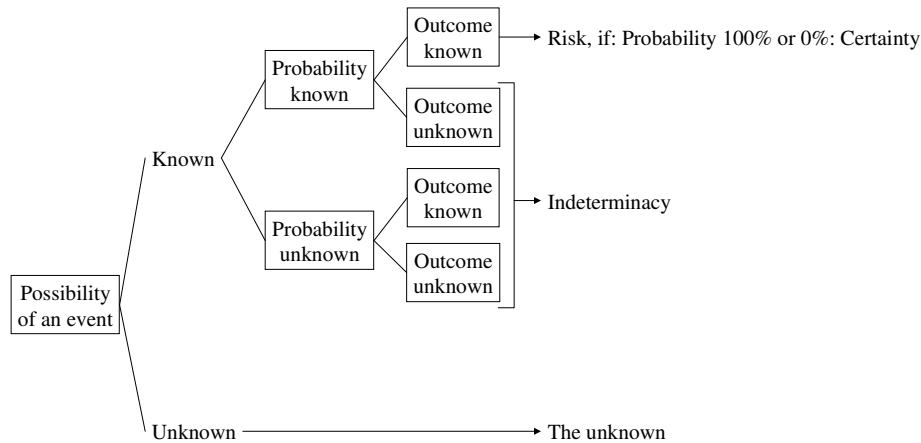 Outcome
known
Risk, if: Probability 100% or 0%: Certainty
Probability
known
Outcome
unknown
Known
Outcome
known
Indeterminacy
Probability
unknown
Outcome
unknown
Possibility
of an event
Unknown
The unknown